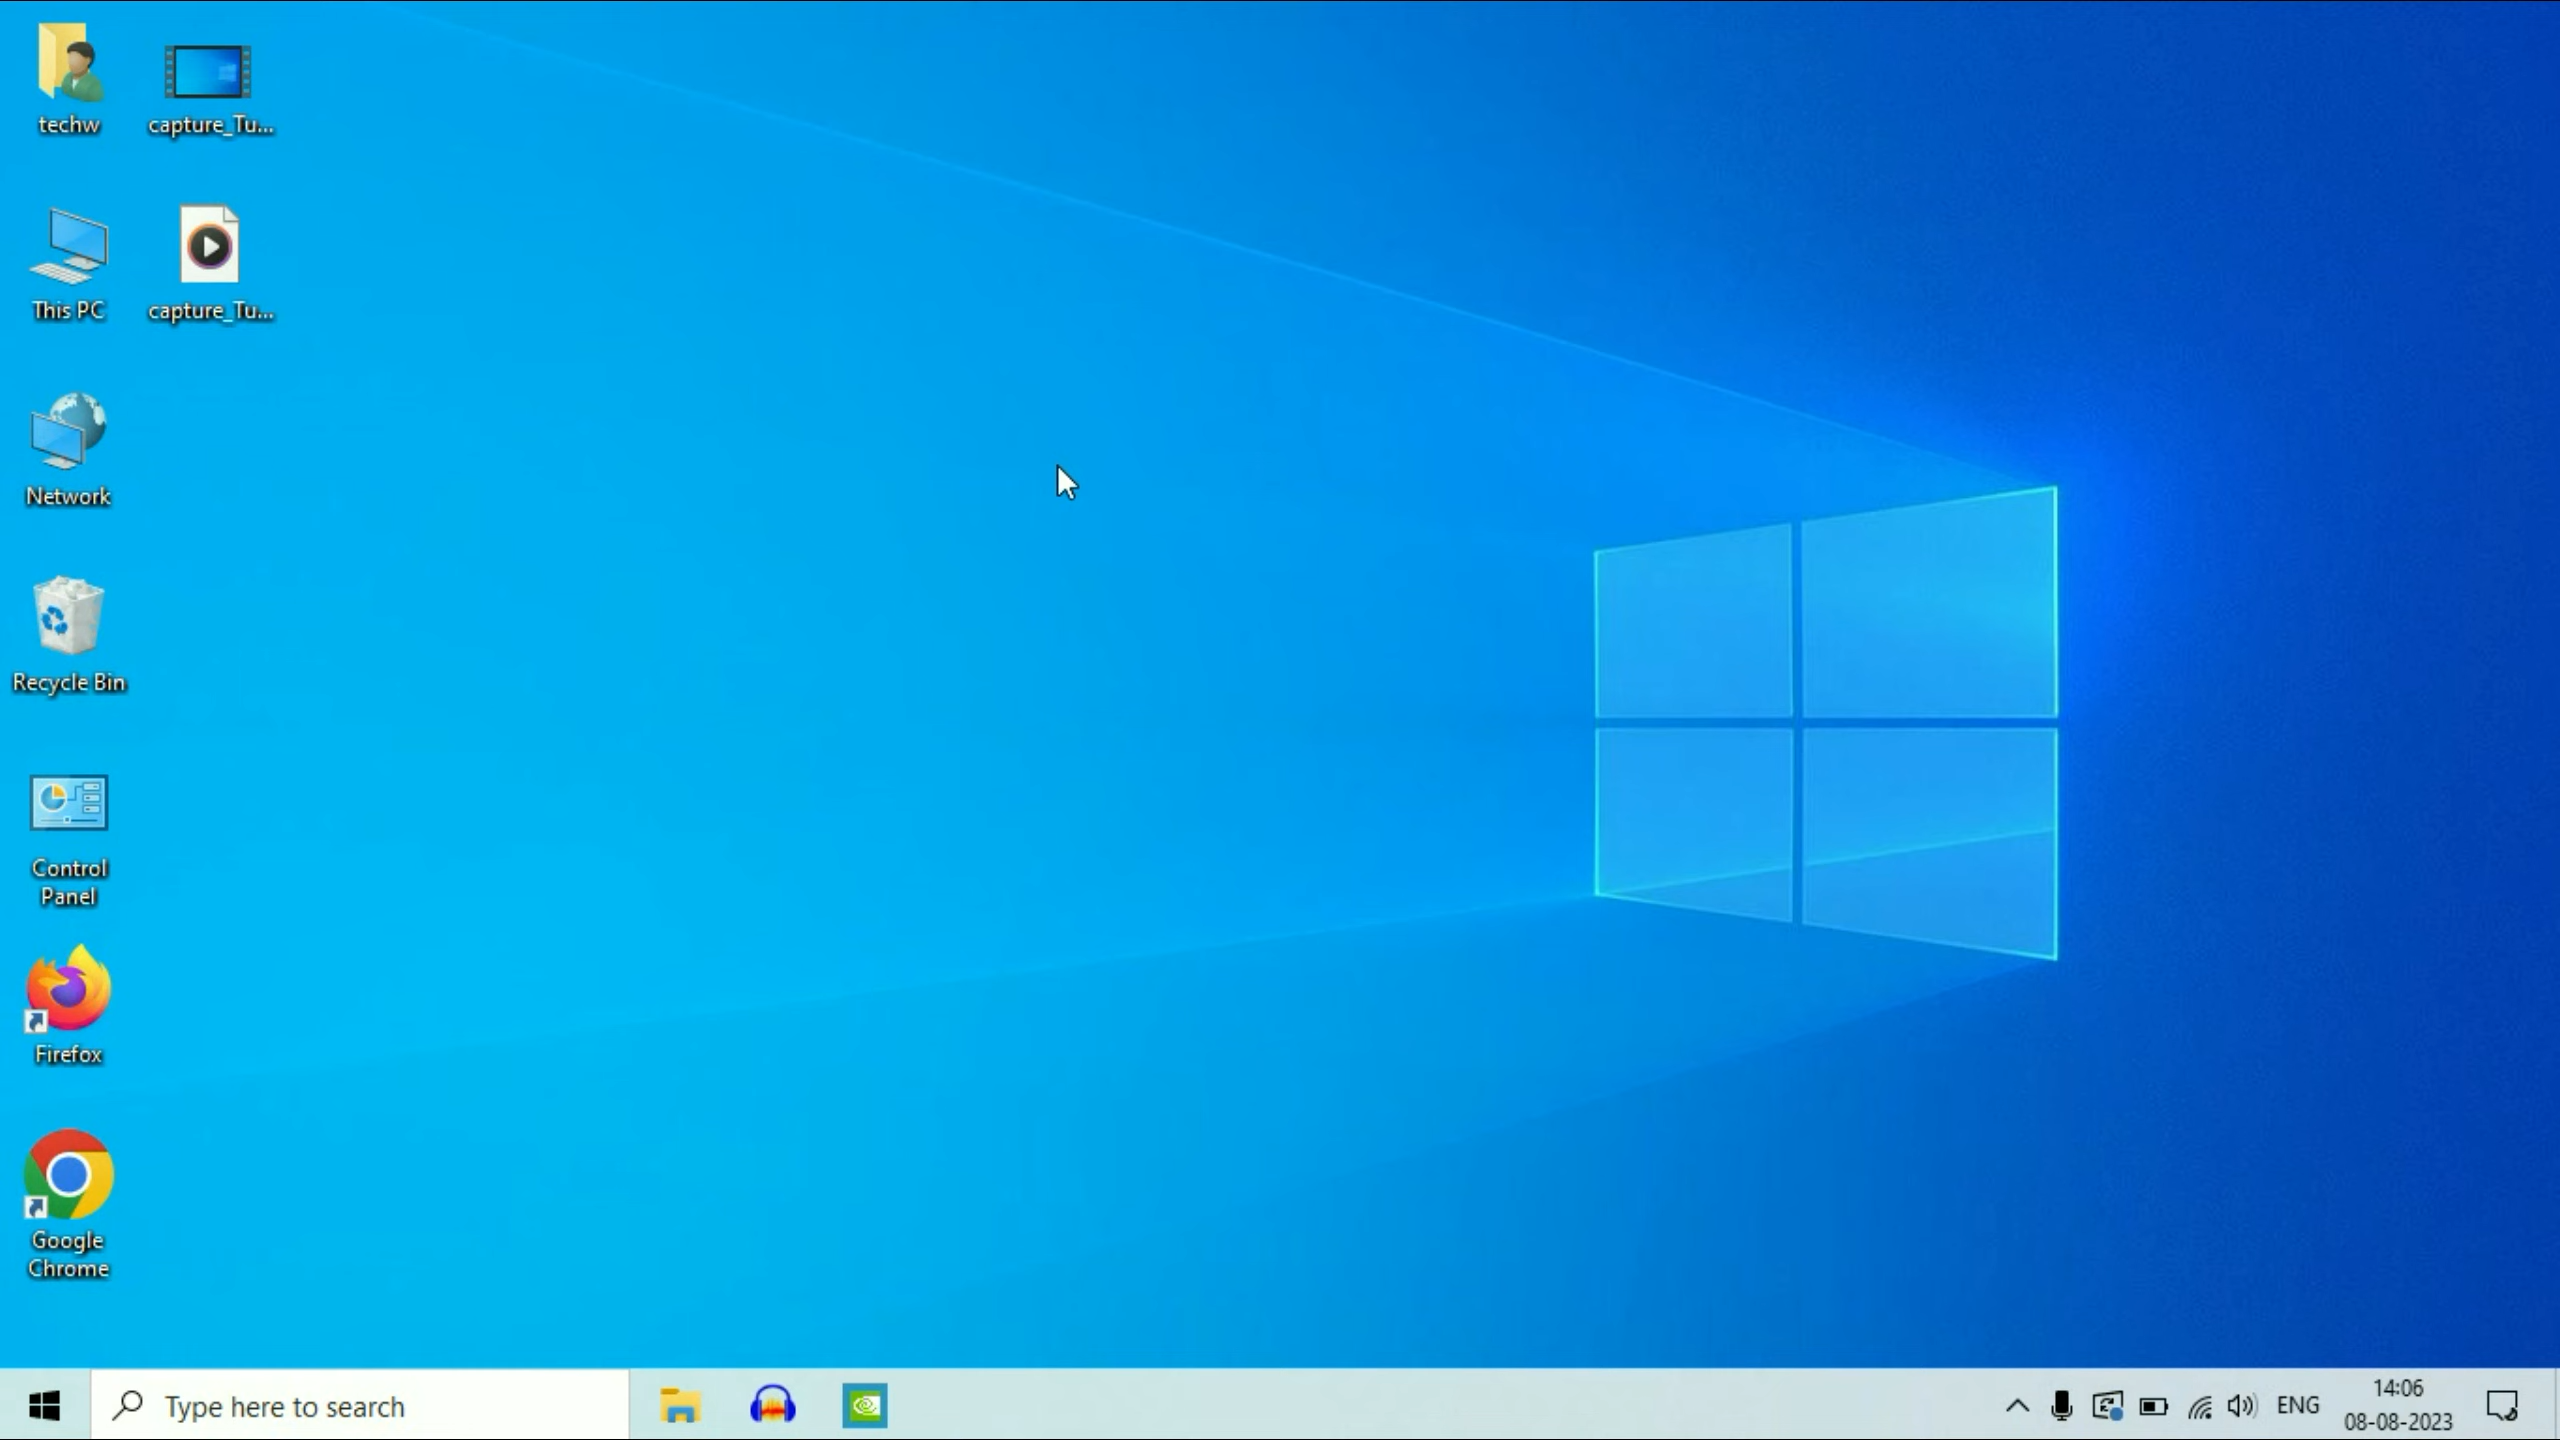 techw
capture_Tu...
This PC
capture_Tu...
Network
Recycle Bin
Control
Panel
Firefox
Google
Chrome
Type here to search
ENG
14:06
08-08-2023